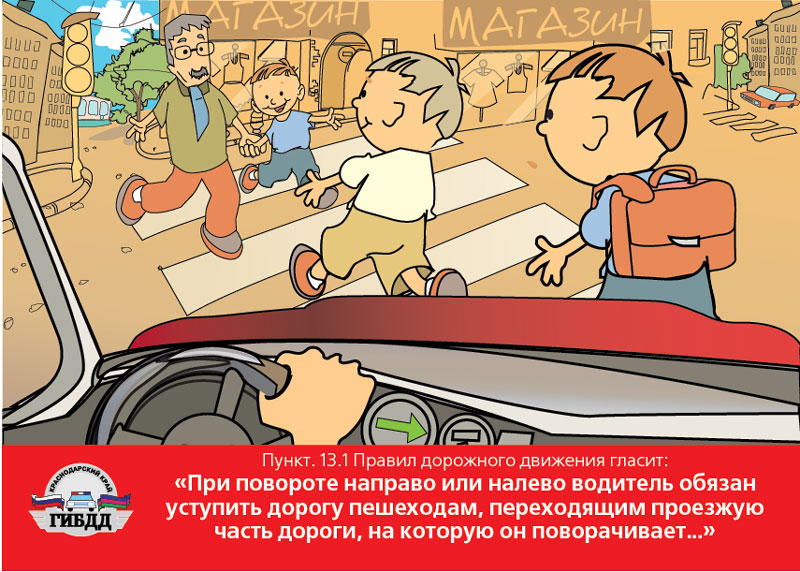 МАГАЗИН
МАГАЗИН
Пункт. 13.1 Правил дорожного движения гласит:
«При повороте направо или налево водитель обязан
уступить дорогу пешеходам, переходящим проезжую
часть дороги, на которую он поворачивает...»
КРАСНОДАРСКИЙ КРАЙ
ГИБДД